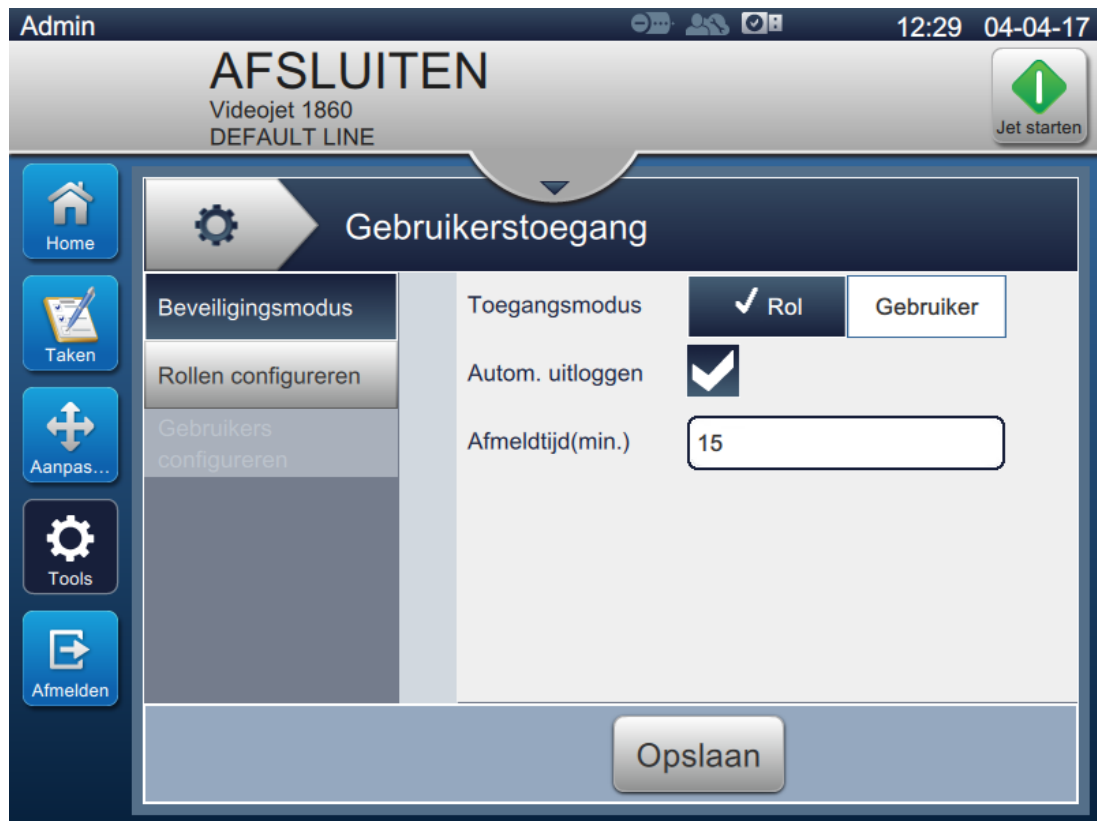 Admin
12:29 04-04-17
AFSLUITEN
Videojet 1860
DEFAULT LINE
Jet starten
Home
Taken
Aanpas...
Tools
Afmelden
Gebruikerstoegang
Beveiligingsmodus
Rollen configureren
Gebruikers
configureren
Toegangsmodus
Rol
Gebruiker
Autom. uitloggen
Afmeldtijd(min.)
15
Opslaan